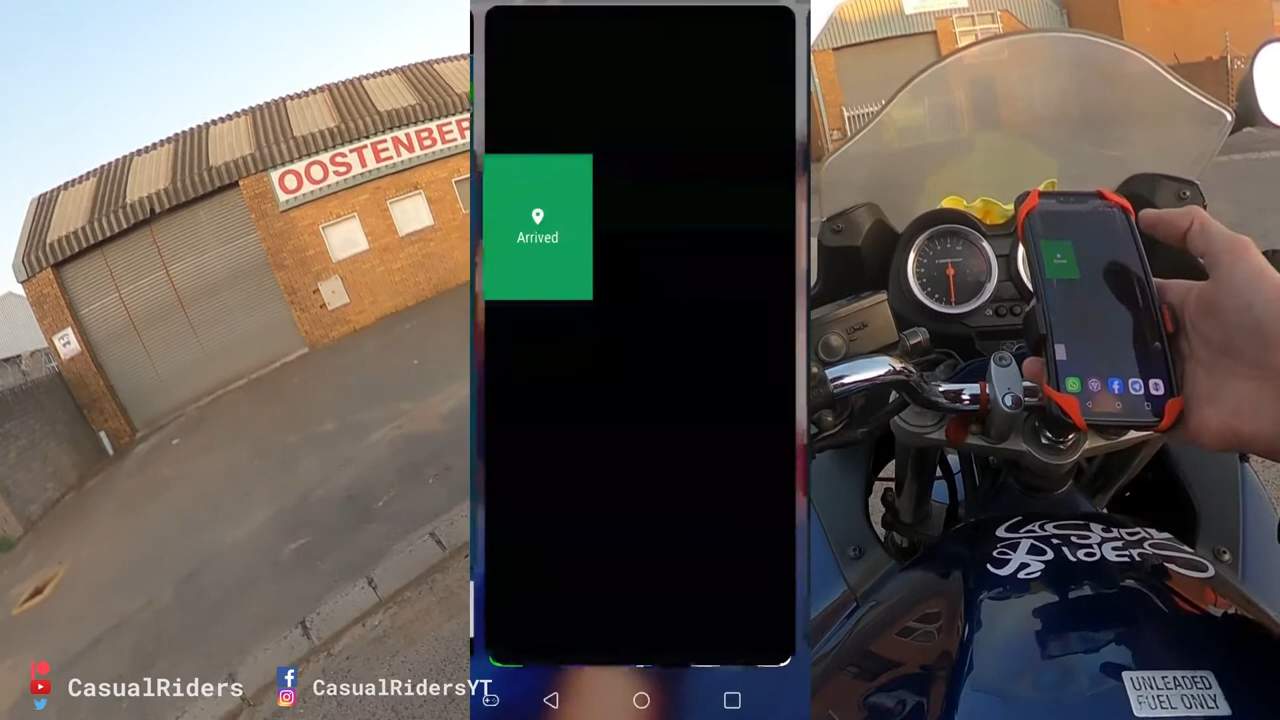 OOSTENBER
Arrived
CASUAL
RiDERS
UNLEADED
FUEL ONLY
CasualRiders
CasualRidersYT